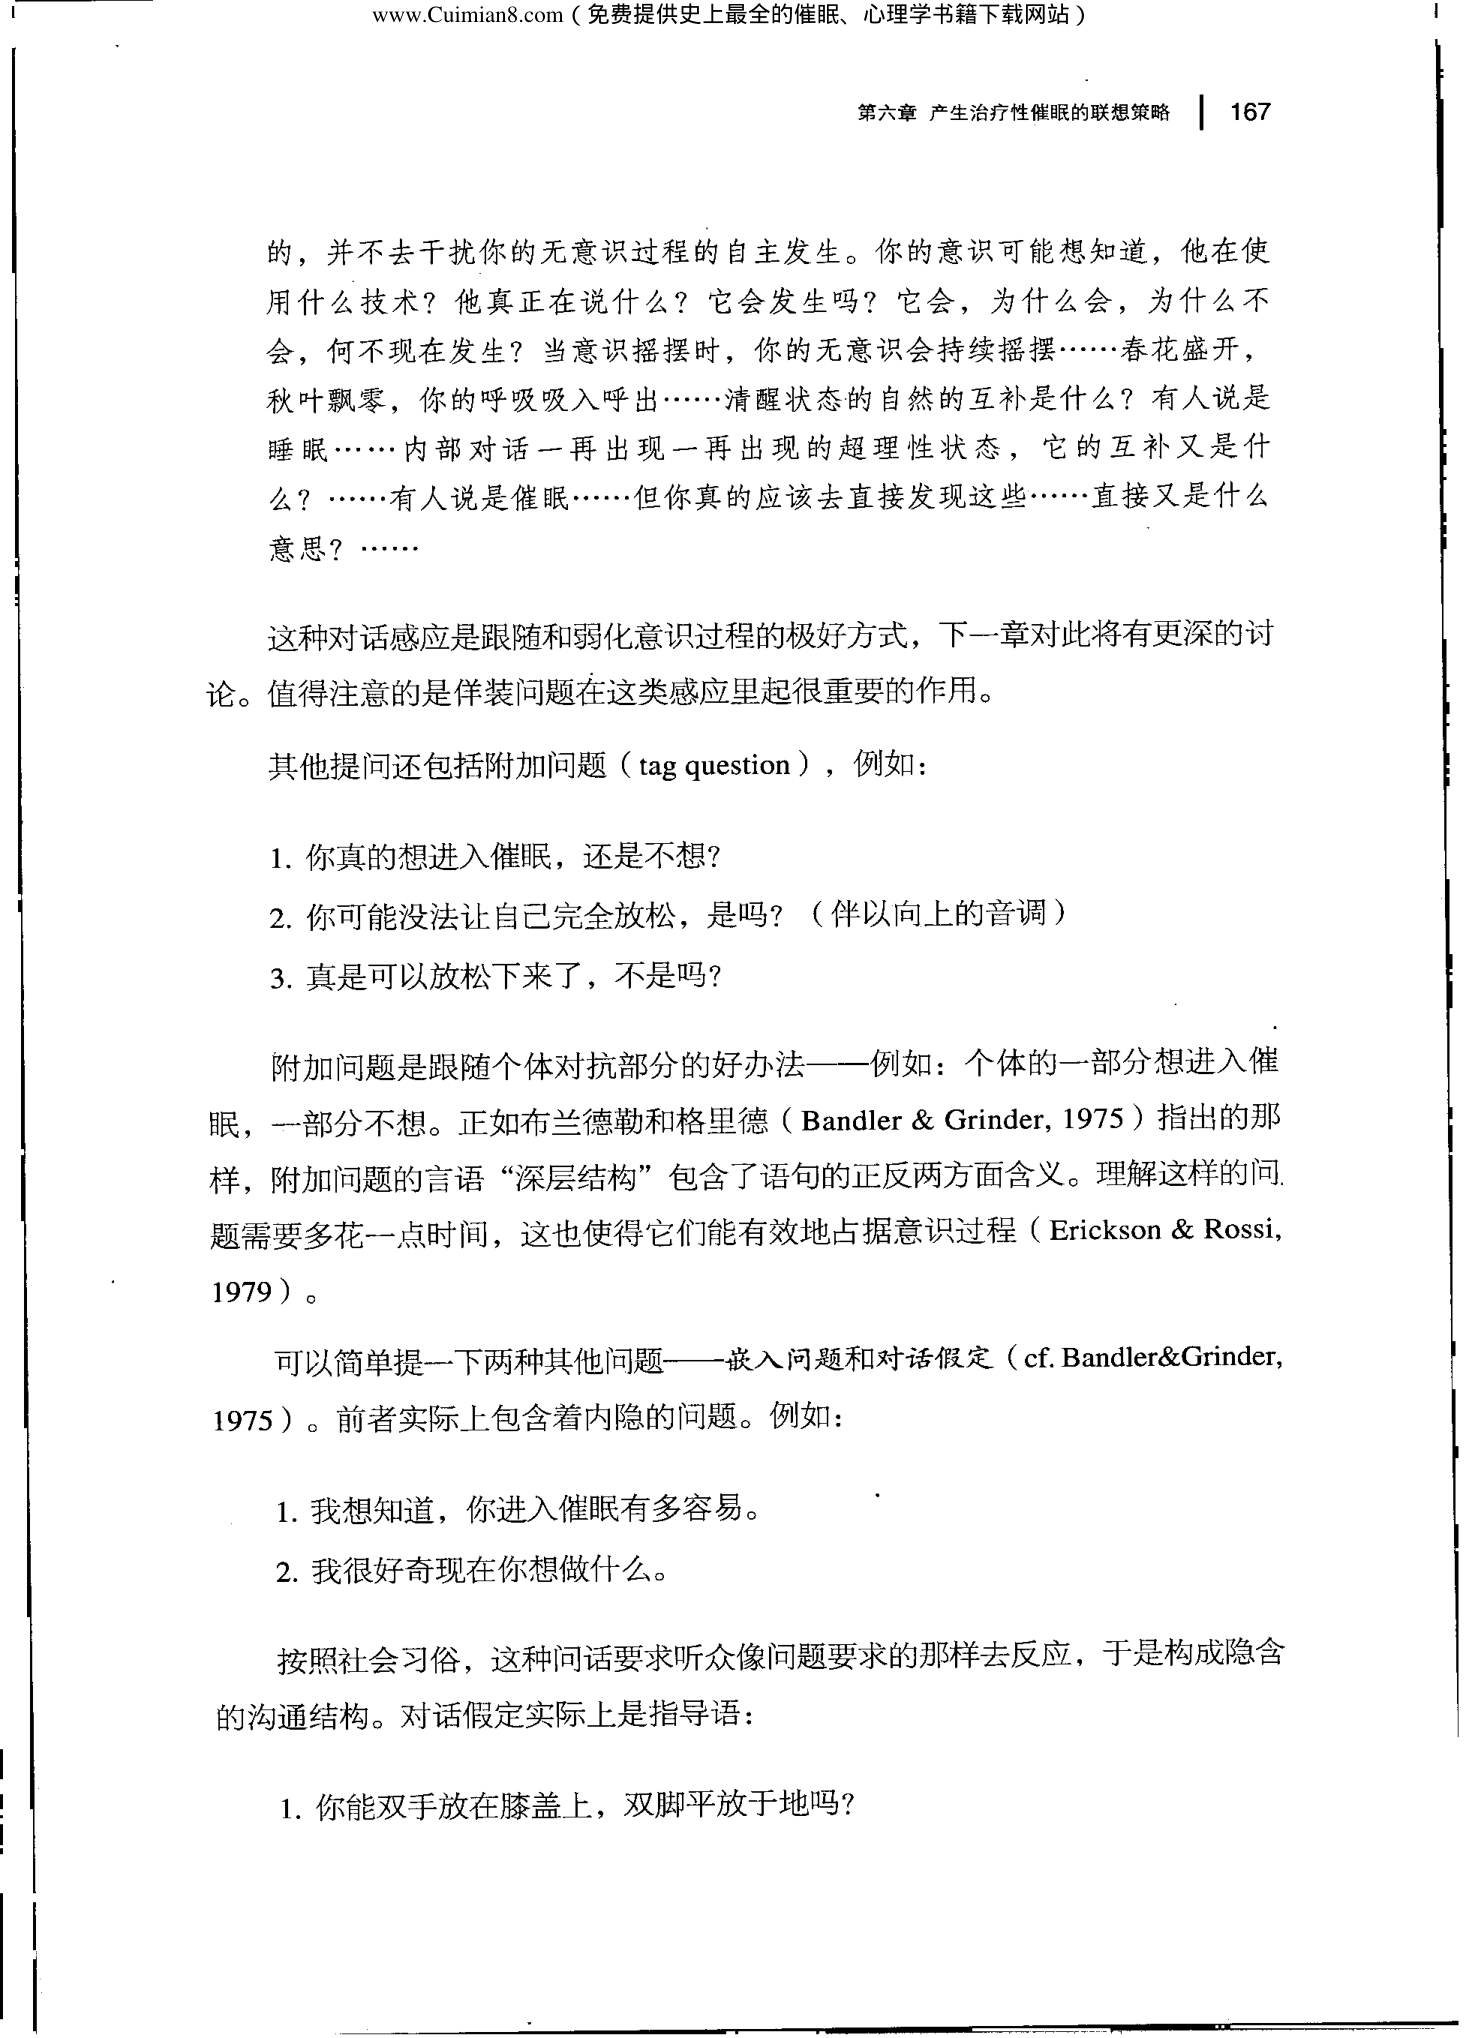 www.Cuimian8.com（免费提供史上最全的催眠、心理学书籍下载网站）
第六章 产生治疗性催眠的联想策略 | 167
的，并不去干扰你的无意识过程的自主发生。你的意识可能想知道，他在使
用什么技术？他真正在说什么？它会发生吗？它会，为什么会，为什么不
会，何不现在发生？当意识摇摆时，你的无意识会持续摇摆……春花盛开，
秋叶飘零，你的呼吸吸入呼出……清醒状态的自然的互补是什么？有人说是
睡眠……内部对话一再出现一再出现的超理性状态，它的互补又是什
么？……有人说是催眠……但你真的应该去直接发现这些……直接又是什么
意思？……
这种对话感应是跟随和弱化意识过程的极好方式，下一章对此将有更深的讨
论。值得注意的是佯装问题在这类感应里起很重要的作用。
其他提问还包括附加问题（tag question），例如：
1. 你真的想进入催眠，还是不想？
2. 你可能没法让自己完全放松，是吗？（伴以向上的音调）
3. 真是可以放松下来了，不是吗？
附加问题是跟随个体对抗部分的好办法——例如：个体的一部分想进入催
眠，一部分不想。正如布兰德勒和格里德（Bandler & Grinder, 1975）指出的那
样，附加问题的言语“深层结构”包含了语句的正反两方面含义。理解这样的问
题需要多花一点时间，这也使得它们能有效地占据意识过程（Erickson & Rossi,
1979）。
可以简单提一下两种其他问题——嵌入问题和对话假定（cf. Bandler&Grinder,
1975）。前者实际上包含着内隐的问题。例如：
1. 我想知道，你进入催眠有多容易。
2. 我很好奇现在你想做什么。
按照社会习俗，这种问话要求听众像问题要求的那样去反应，于是构成隐含
的沟通结构。对话假定实际上是指导语：
1. 你能双手放在膝盖上，双脚平放于地吗？